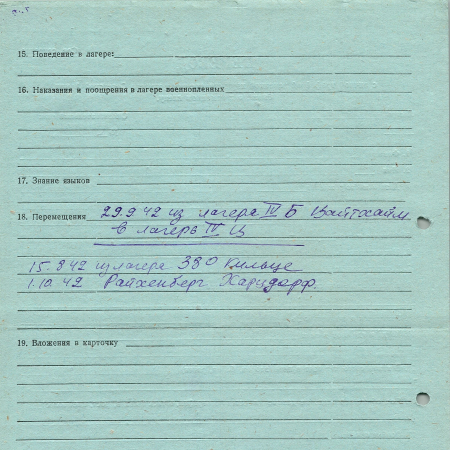 15. Поведение в лагере:
16. Наказания и поощрения в лагере военнопленных
17. Знание языков
18. Перемещения 29.9 42 из лагеря IV Б Цайтхайм
в лагерь IV Ц
15.8 42 из лагеря 380 Кильце
1.10.42 Райхенберг. Харцдорф.
19. Вложения в карточку